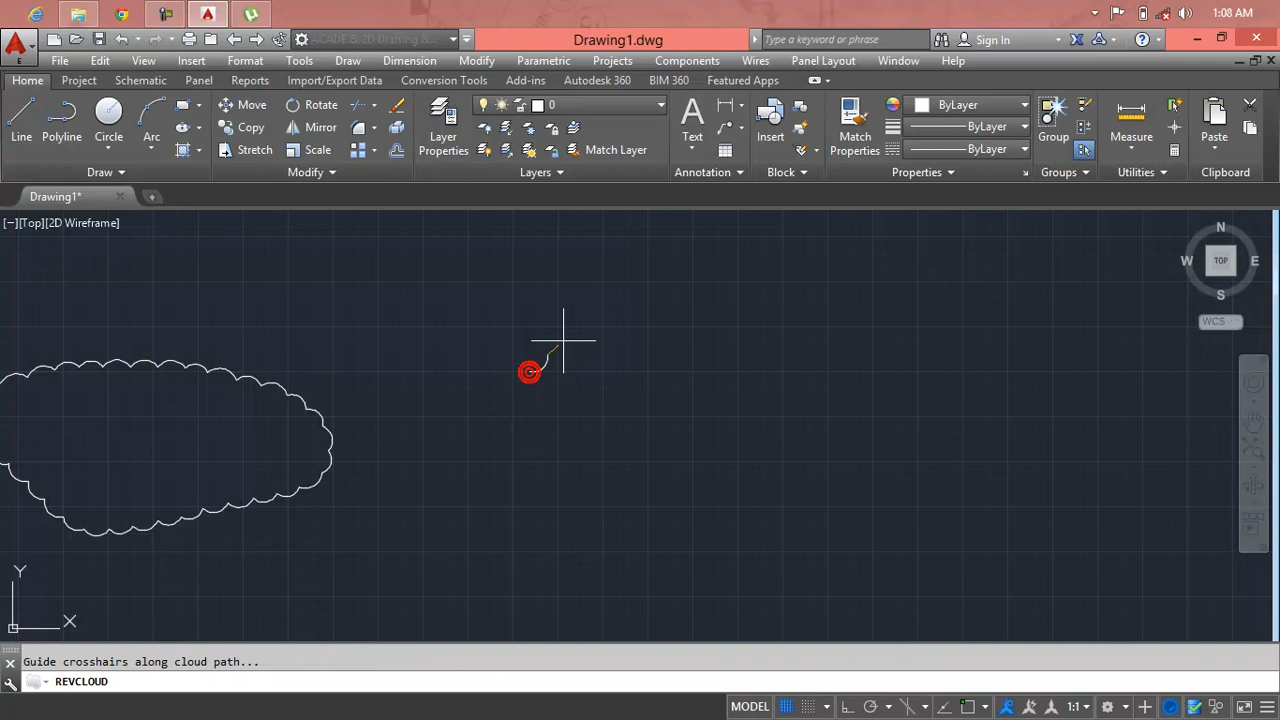 1:08 AM
ACADE & 2D Drafting &
Drawing1.dwg
Type a keyword or phrase
Sign In
File Edit View Insert Format Tools Draw Dimension Modify Parametric Projects Components Wires Panel Layout Window Help
Home Project Schematic Panel Reports Import/Export Data Conversion Tools Add-ins Autodesk 360 BIM 360 Featured Apps
Line Polyline Circle Arc
Move Rotate
Copy Mirror
Stretch Scale
Layer Properties
0
Match Layer
Text
Insert
Match Properties
ByLayer
ByLayer
ByLayer
Group
Measure
Paste
Draw Modify Layers Annotation Block Properties Groups Utilities Clipboard
Drawing1*
[−][Top][2D Wireframe]
N
W TOP E
S
WCS
Y
X
Guide crosshairs along cloud path...
REVCLOUD
MODEL
1:1